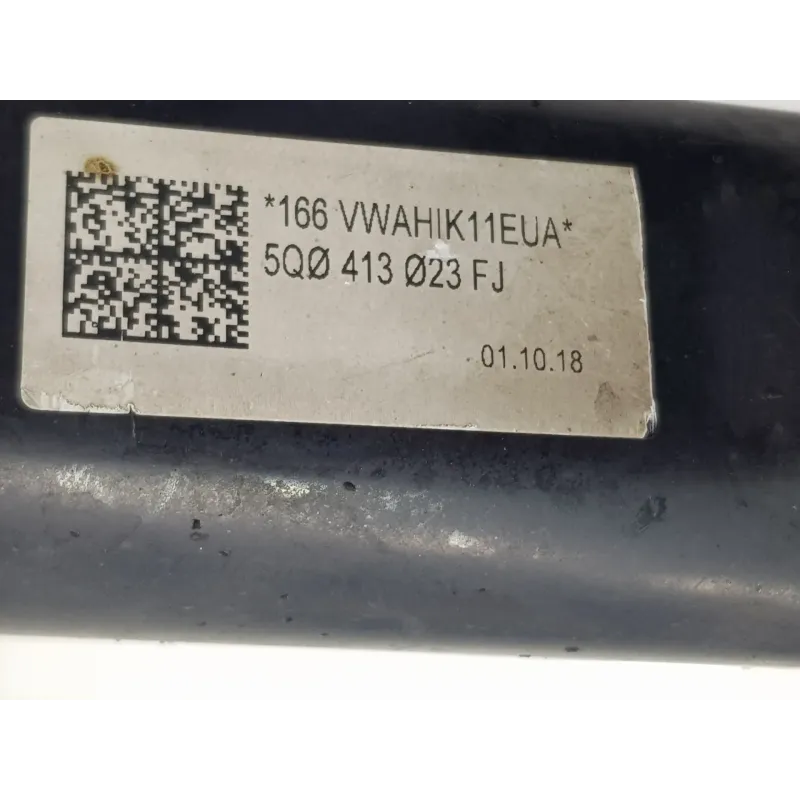 *166 VWAHIK11EUA*
5QØ 413 Ø23 FJ
01.10.18